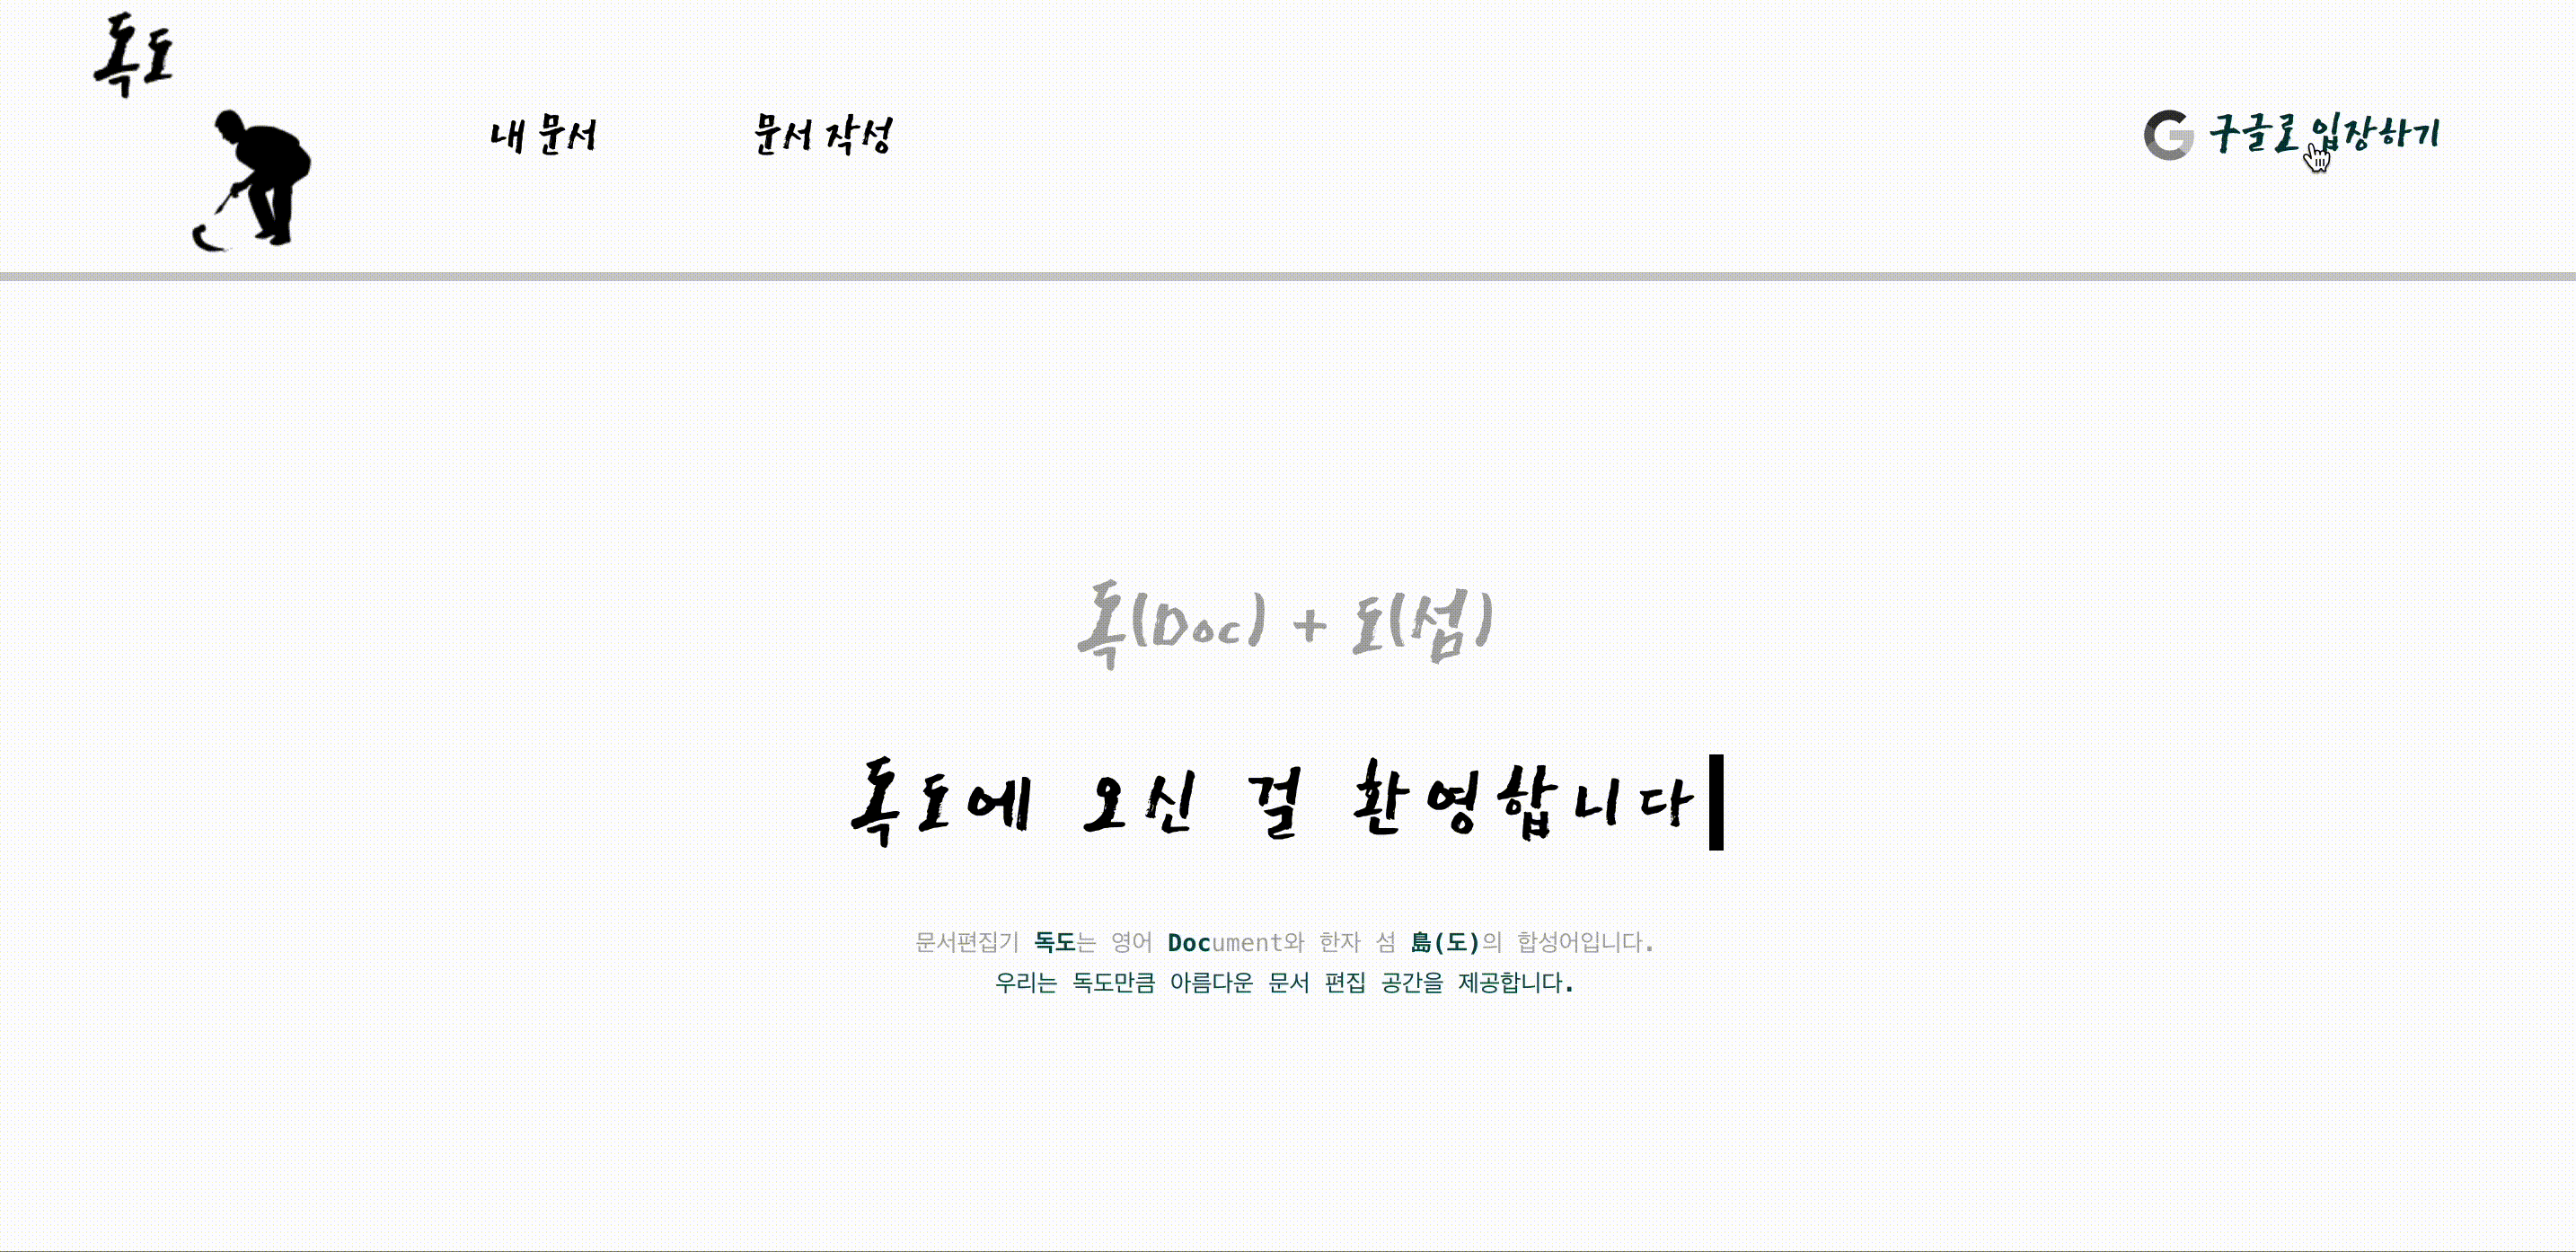 독도
내 문서
문서 작성
구글로 입장하기
독(Doc) + 도(섬)
독도에 오신 걸 환영합니다
문서편집기 독도는 영어 Document와 한자 섬 島(도)의 합성어입니다.
우리는 독도만큼 아름다운 문서 편집 공간을 제공합니다.